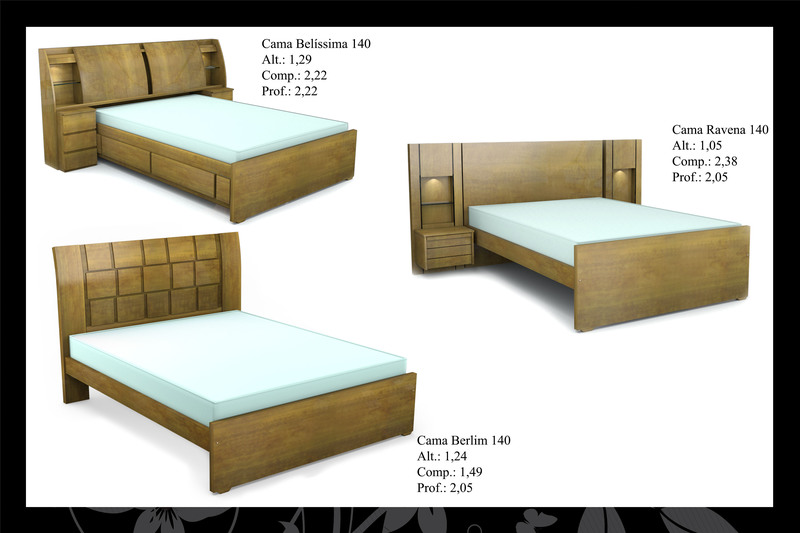 Cama Belíssima 140
Alt.: 1,29
Comp.: 2,22
Prof.: 2,22
Cama Ravena 140
Alt.: 1,05
Comp.: 2,38
Prof.: 2,05
Cama Berlim 140
Alt.: 1,24
Comp.: 1,49
Prof.: 2,05